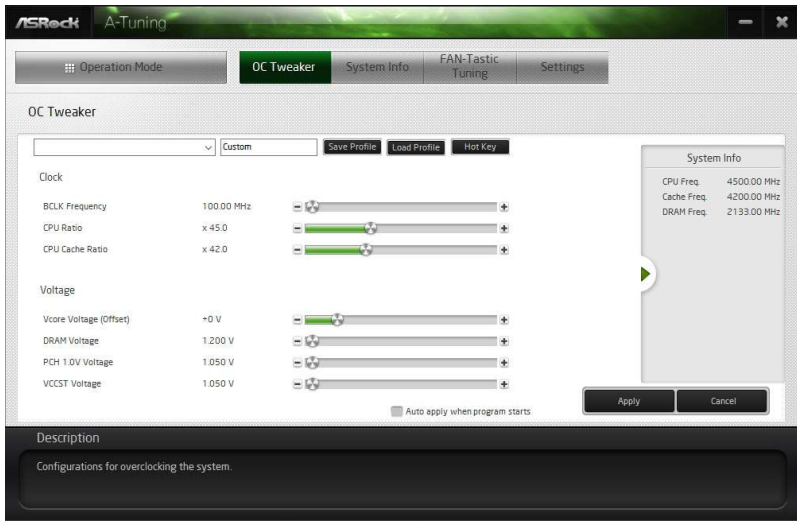 ASRock A-Tuning
Operation Mode OC Tweaker System Info FAN-Tastic Tuning Settings
OC Tweaker
Custom Save Profile Load Profile Hot Key
System Info
Clock
CPU Freq. 4500.00 MHz
Cache Freq. 4200.00 MHz
DRAM Freq. 2133.00 MHz
BCLK Frequency 100.00 MHz
CPU Ratio x 45.0
CPU Cache Ratio x 42.0
Voltage
Vcore Voltage (Offset) +0 V
DRAM Voltage 1.200 V
PCH 1.0V Voltage 1.050 V
VCCST Voltage 1.050 V
Auto apply when program starts
Apply Cancel
Description
Configurations for overclocking the system.